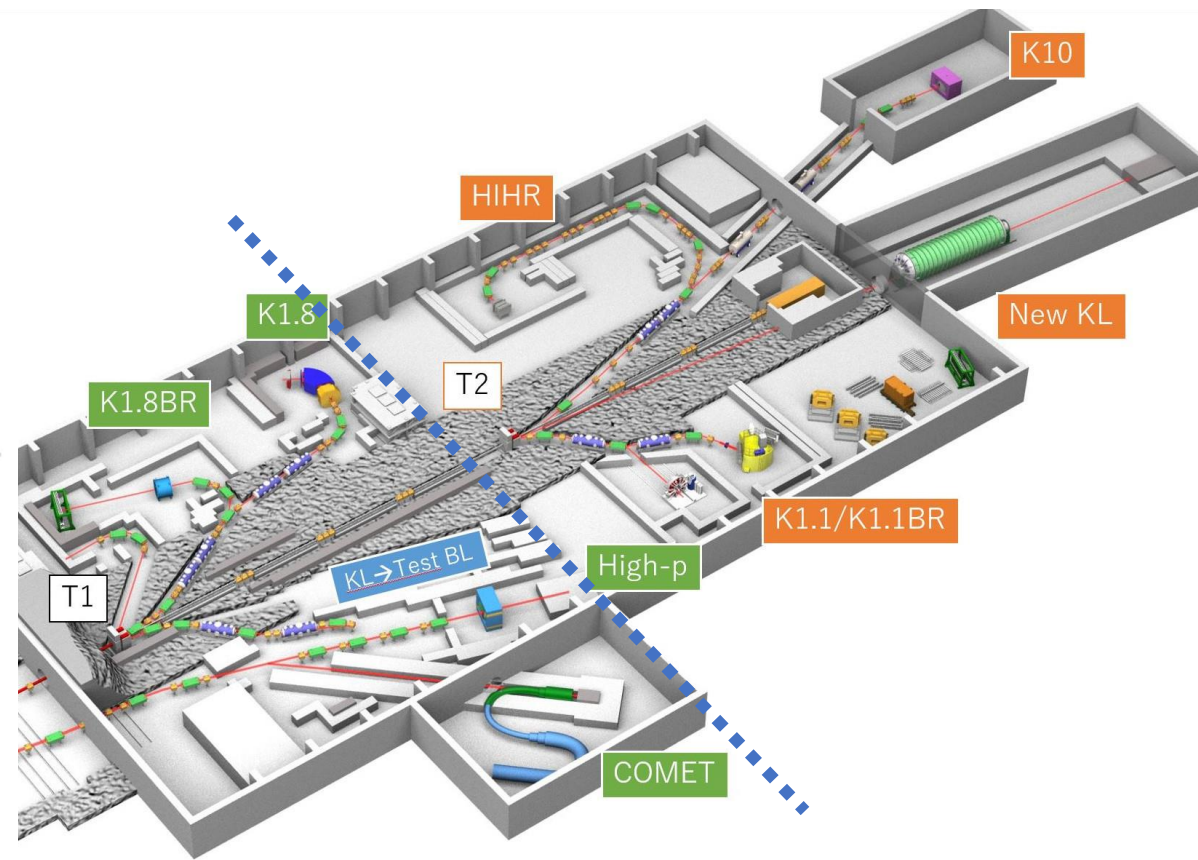 K10
HIHR
New KL
K1.8
T2
K1.8BR
K1.1/K1.1BR
High-p
KL→Test BL
T1
COMET